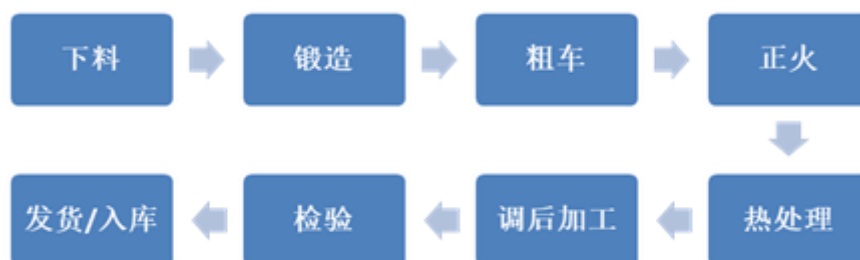 下料
锻造
粗车
正火
热处理
调后加工
检验
发货/入库